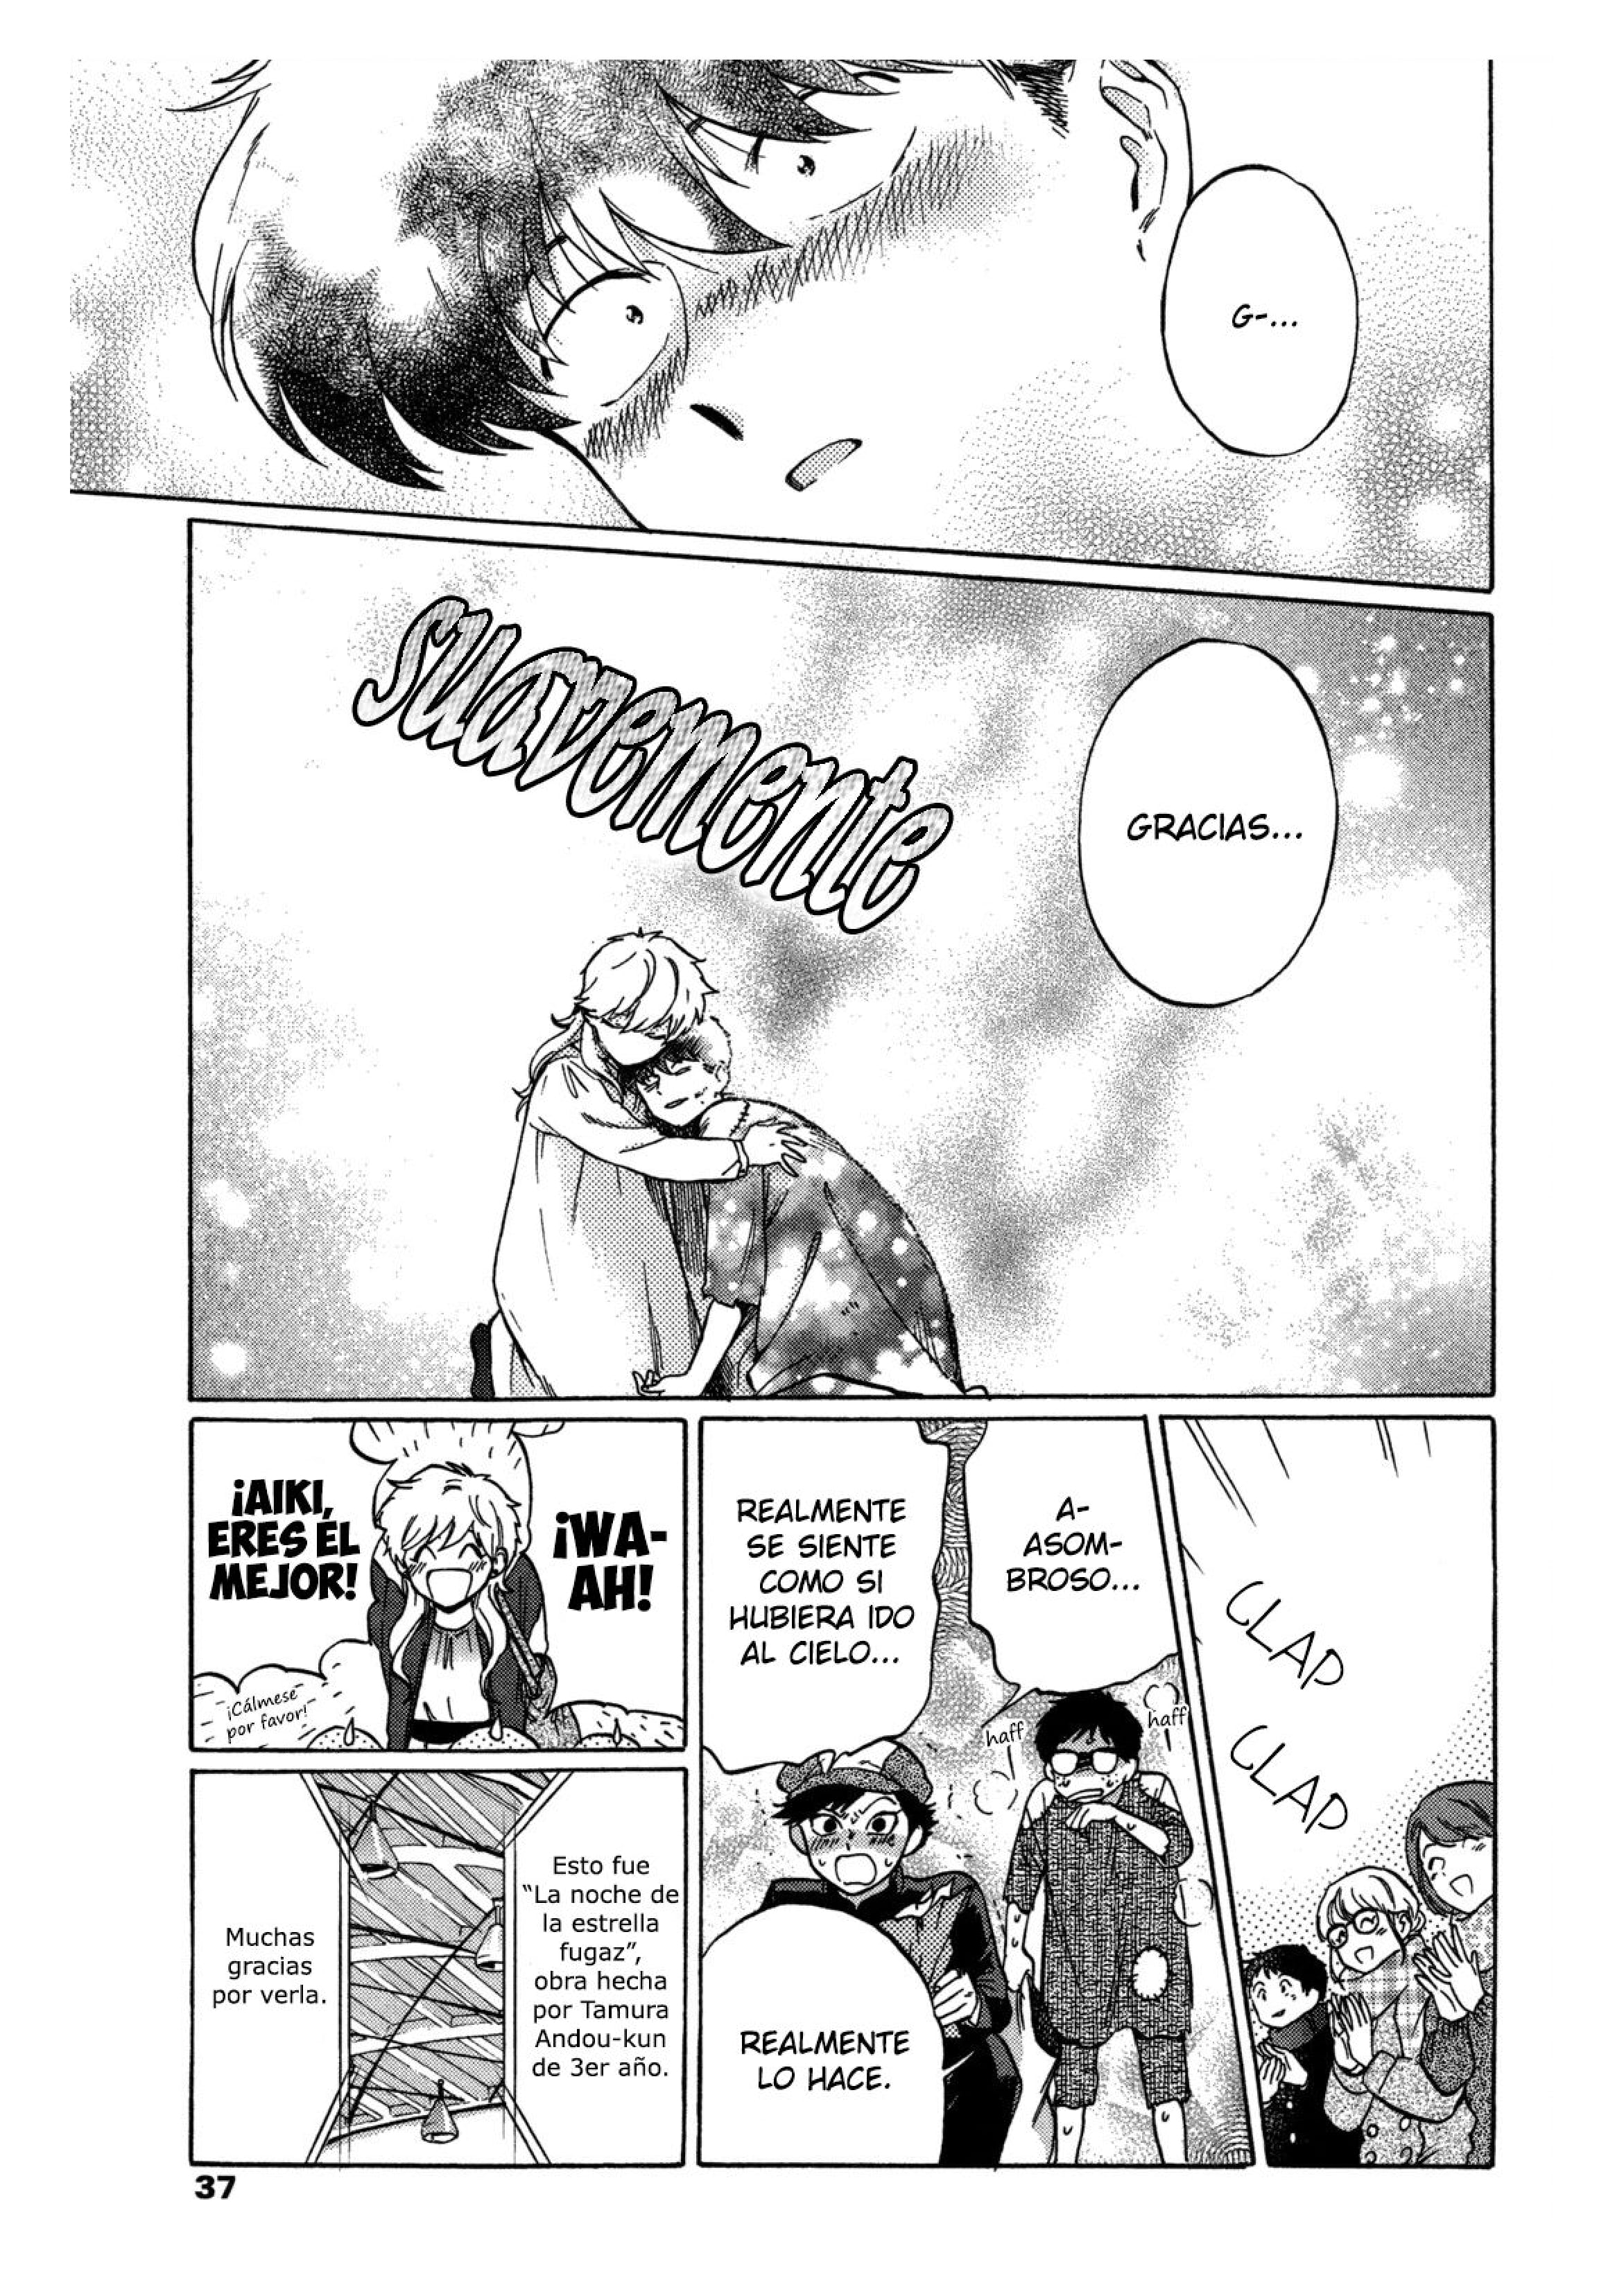 G-...
suavemente
GRACIAS...
CLAP
CLAP
A-
ASOM-
BROSO...
haff
haff
REALMENTE
SE SIENTE
COMO SI
HUBIERA IDO
AL CIELO...
REALMENTE
LO HACE.
¡WA-
AH!
¡AIKI,
ERES EL
MEJOR!
¡Cálmese
por favor!
Esto fue
“La noche de
la estrella
fugaz”,
obra hecha
por Tamura
Andou-kun
de 3er año.
Muchas
gracias
por verla.
37